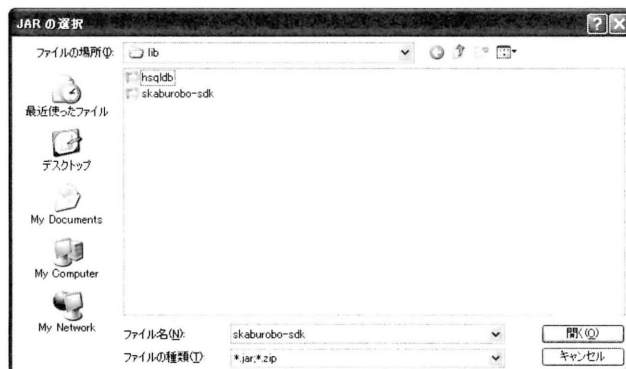 JAR の選択
ファイルの場所(I):
lib
hsqldb
skaburobo-sdk
最近使ったファイル
デスクトップ
My Documents
My Computer
My Network
ファイル名(N):
skaburobo-sdk
開く(O)
ファイルの種類(T):
*.jar;*.zip
キャンセル